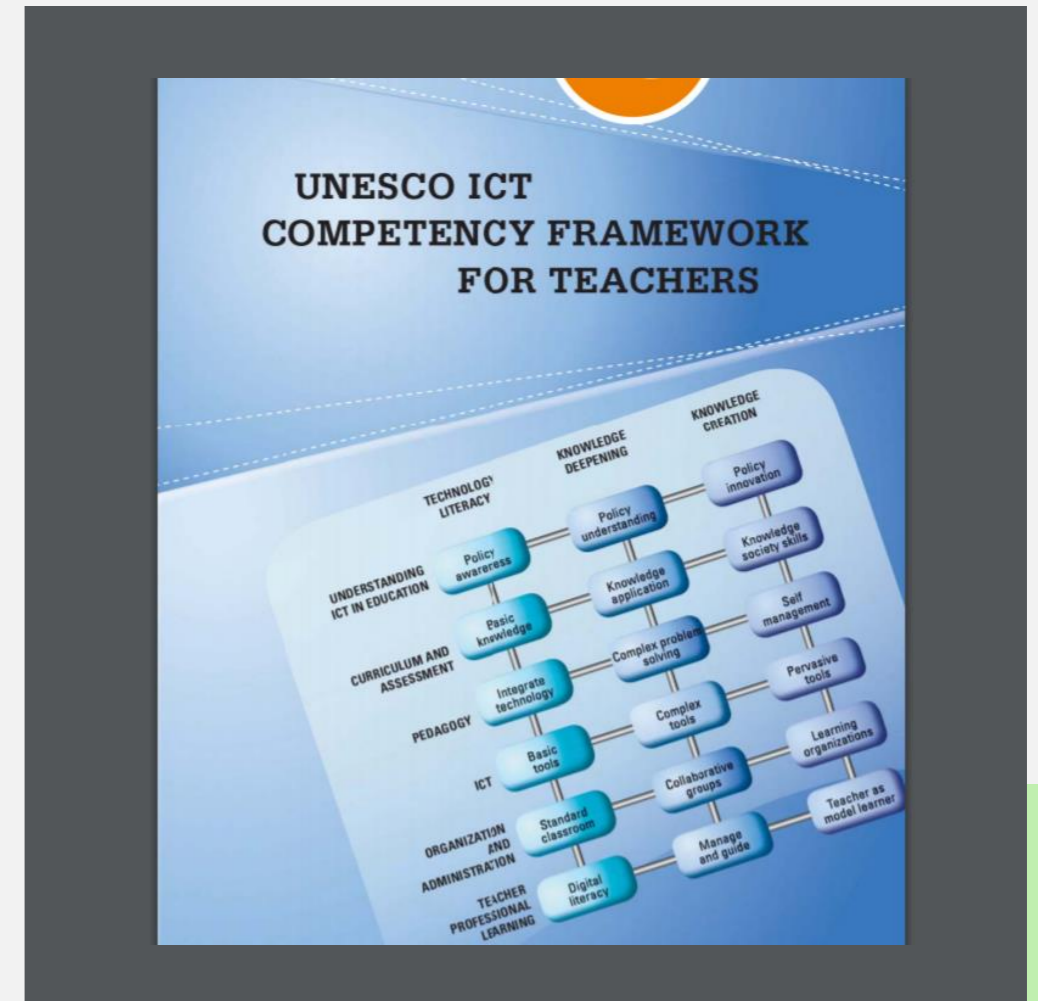 UNESCO ICT
COMPETENCY FRAMEWORK
FOR TEACHERS
TECHNOLOGY
LITERACY
KNOWLEDGE
DEEPENING
KNOWLEDGE
CREATION
UNDERSTANDING
ICT IN EDUCATION
Policy
awareress
Policy
understanding
Policy
innovation
CURRICULUM AND
ASSESSMENT
Basic
knowledge
Knowledge
application
Knowledge
society skills
PEDAGOGY
Integrate
technology
Complex problem
solving
Self
management
ICT
Basic
tools
Complex
tools
Pervasive
tools
ORGANIZATION
AND
ADMINISTRATION
Standard
classroom
Collaborative
groups
Learning
organizations
TEACHER
PROFESSIONAL
LEARNING
Digital
literacy
Manage
and guide
Teacher as
model learner